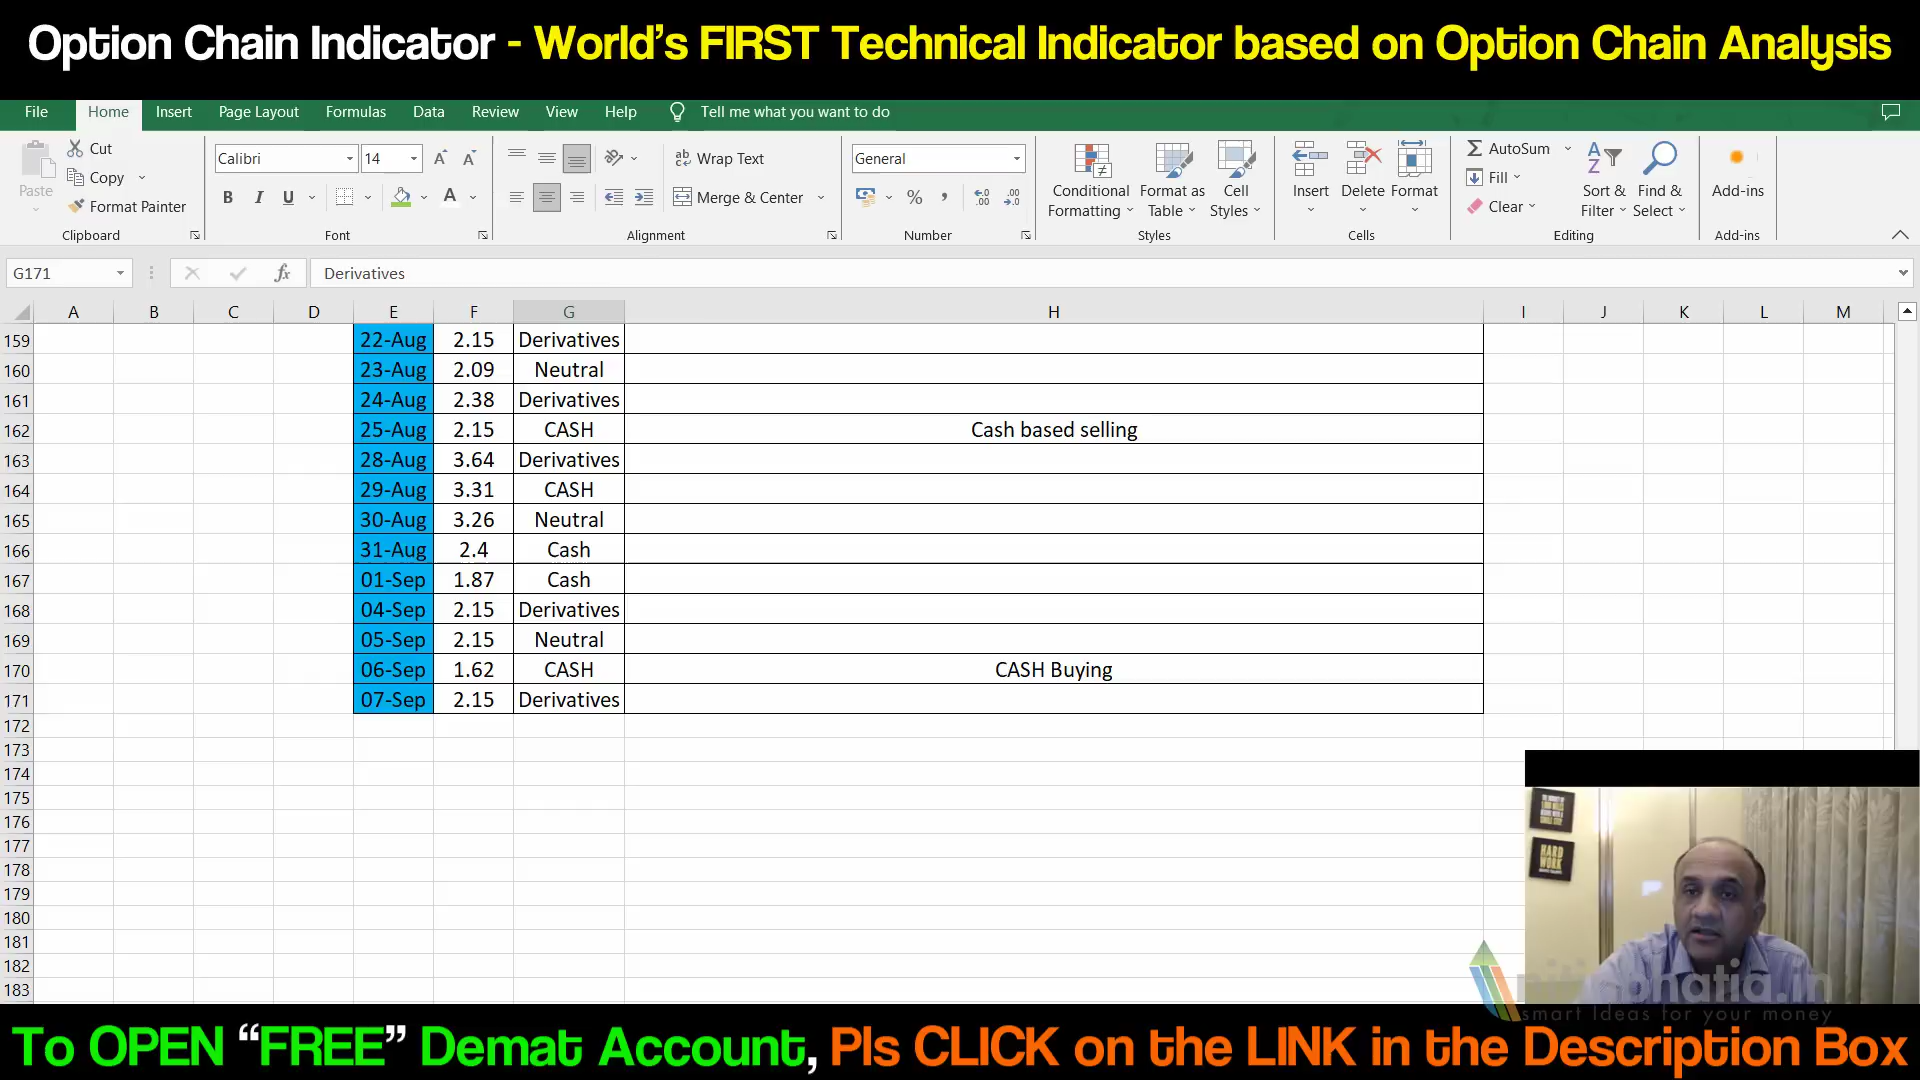 Option Chain Indicator - World's FIRST Technical Indicator based on Option Chain Analysis
File Home Insert Page Layout Formulas Data Review View Help Tell me what you want to do
Paste Cut Copy Format Painter Clipboard
Calibri 14 B I U A Font
Wrap Text Merge & Center Alignment
General % , Number
Conditional Formatting Format as Table Cell Styles Styles
Insert Delete Format Cells
AutoSum Fill Clear Sort & Filter Find & Select Editing
Add-ins Add-ins
G171 fx Derivatives
A B C D E F G H I J K L M
159 22-Aug 2.15 Derivatives
160 23-Aug 2.09 Neutral
161 24-Aug 2.38 Derivatives
162 25-Aug 2.15 CASH Cash based selling
163 28-Aug 3.64 Derivatives
164 29-Aug 3.31 CASH
165 30-Aug 3.26 Neutral
166 31-Aug 2.4 Cash
167 01-Sep 1.87 Cash
168 04-Sep 2.15 Derivatives
169 05-Sep 2.15 Neutral
170 06-Sep 1.62 CASH CASH Buying
171 07-Sep 2.15 Derivatives
172
173
174
175
176
177
178
179
180
181
182
183
HARD
WORK
nitinbhatia.in
smart Ideas for your money
To OPEN "FREE" Demat Account, Pls CLICK on the LINK in the Description Box